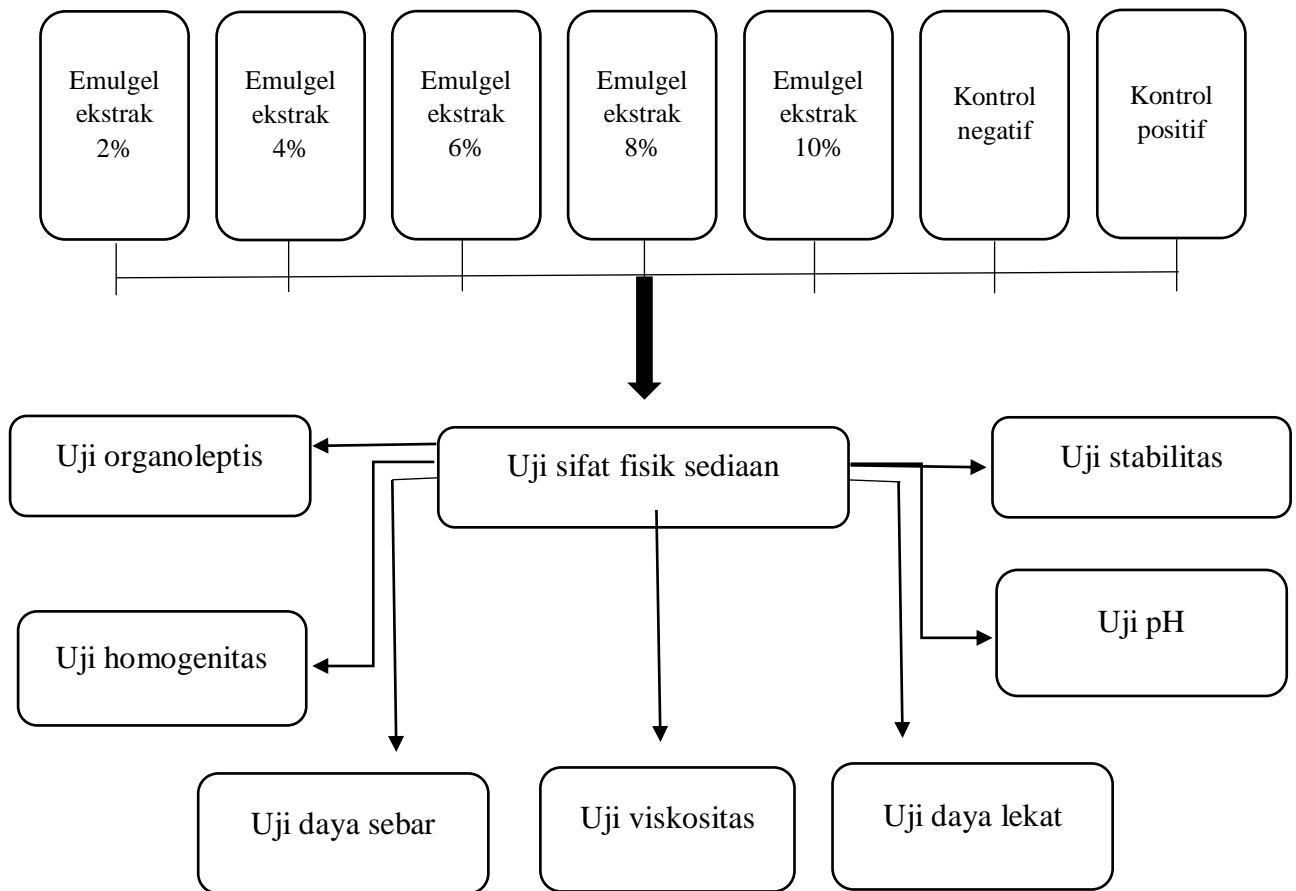 Emulgel
ekstrak
2%
Emulgel
ekstrak
4%
Emulgel
ekstrak
6%
Emulgel
ekstrak
8%
Emulgel
ekstrak
10%
Kontrol
negatif
Kontrol
positif
Uji organoleptis
Uji sifat fisik sediaan
Uji stabilitas
Uji homogenitas
Uji pH
Uji daya sebar
Uji viskositas
Uji daya lekat